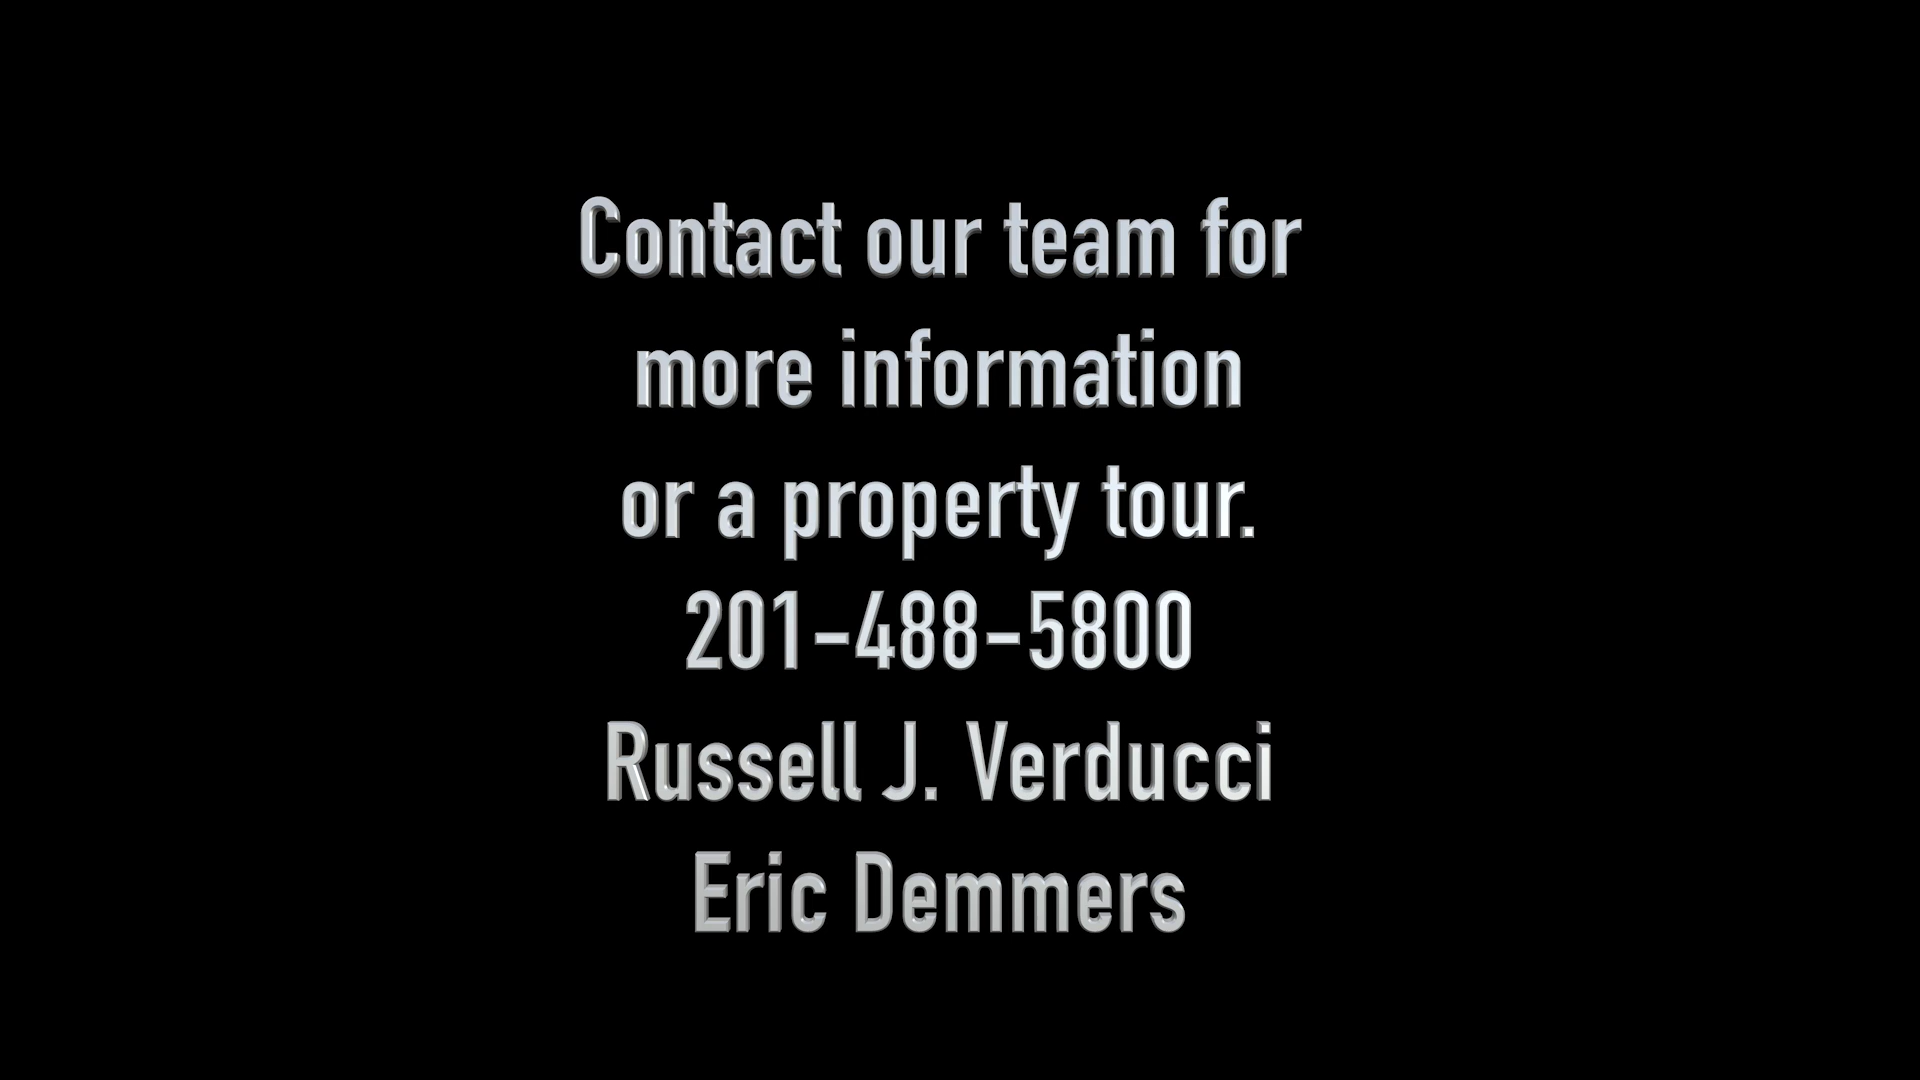 Contact our team for
more information
or a property tour.
201-488-5800
Russell J. Verducci
Eric Demmers